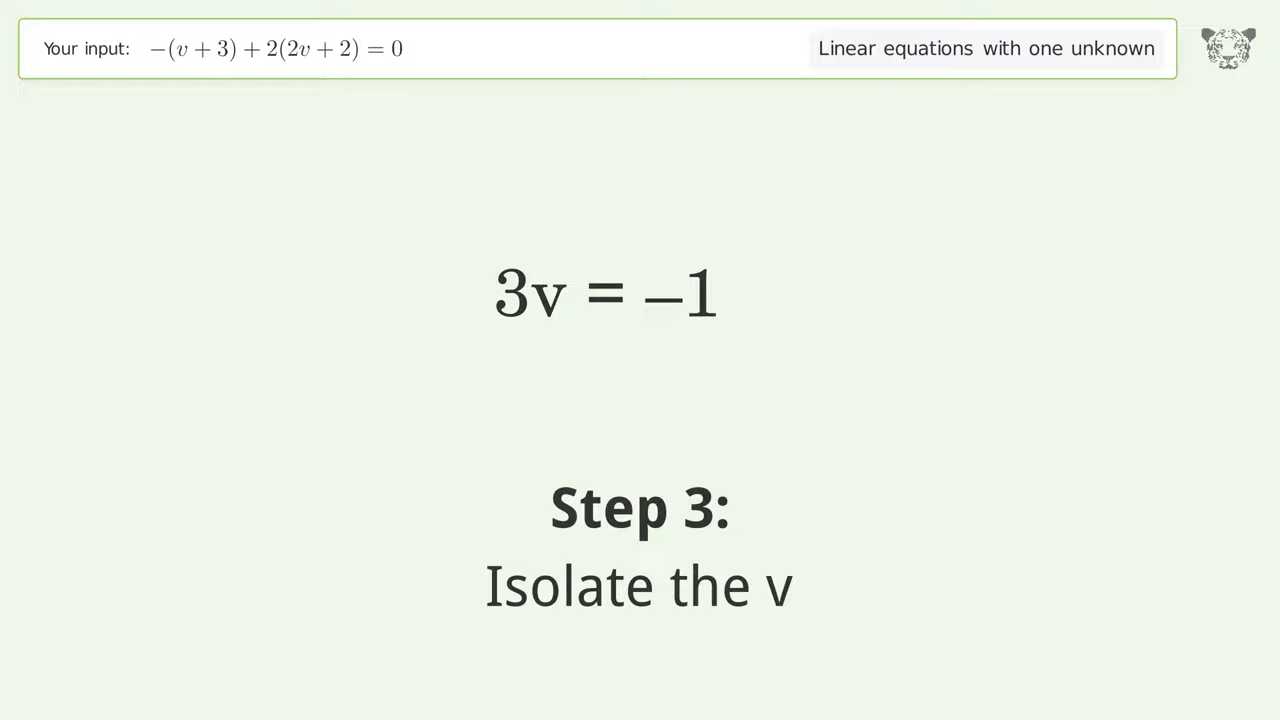 Your input: −(v + 3) + 2(2v + 2) = 0
Linear equations with one unknown
3v = –1
Step 3:
Isolate the v